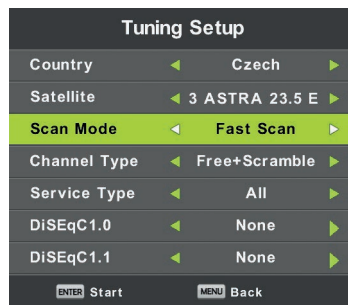 Tuning Setup
Country Czech
Satellite 3 ASTRA 23.5 E
Scan Mode Fast Scan
Channel Type Free+Scramble
Service Type All
DiSEqC1.0 None
DiSEqC1.1 None
ENTER Start MENU Back